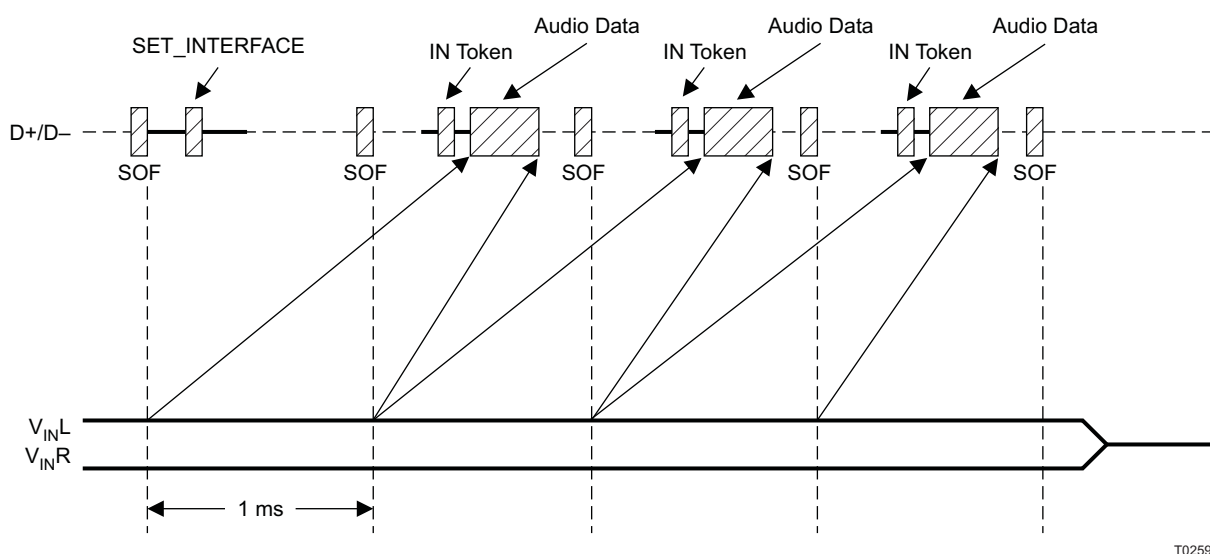 SET_INTERFACE
IN Token
Audio Data
IN Token
Audio Data
IN Token
Audio Data
D+/D–
SOF
SOF
SOF
SOF
SOF
VINL
VINR
1 ms
T0259